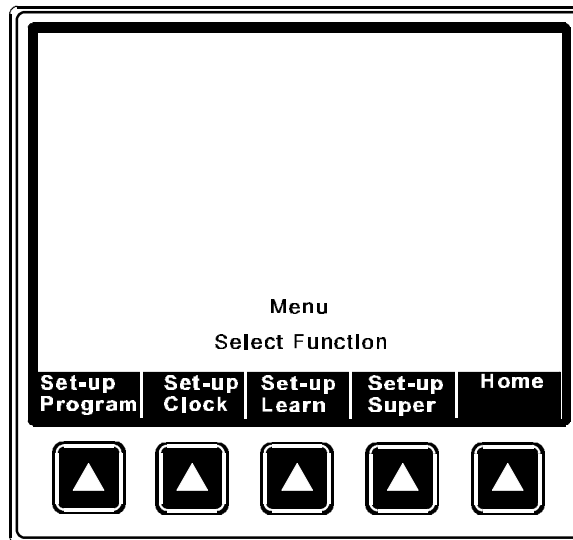 Menu
Select Function
Set-up Program
Set-up Clock
Set-up Learn
Set-up Super
Home